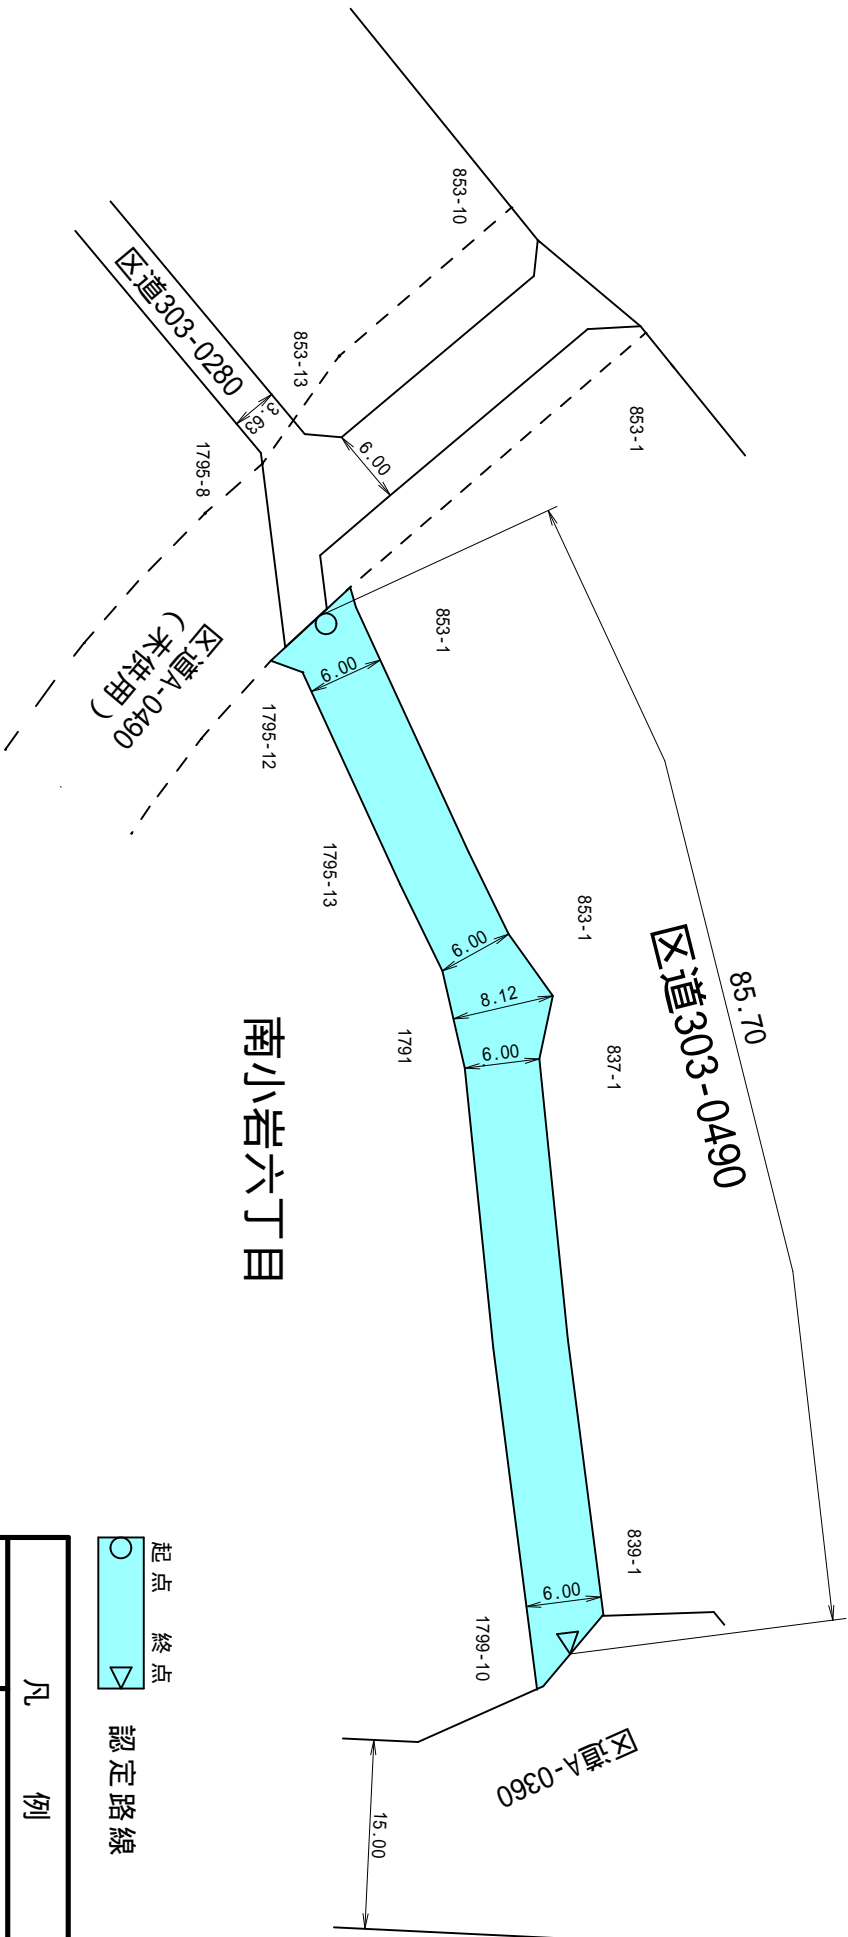 853-10
853-1
853-13
区道303-0280
3.63
6.00
1795-8
区道A-0490
(未供用)
853-1
6.00
1795-12
1795-13
853-1
6.00
8.12
6.00
1791
837-1
85.70
区道303-0490
南小岩六丁目
839-1
6.00
1799-10
区道A-0360
15.00
起点 終点
認定路線
凡例